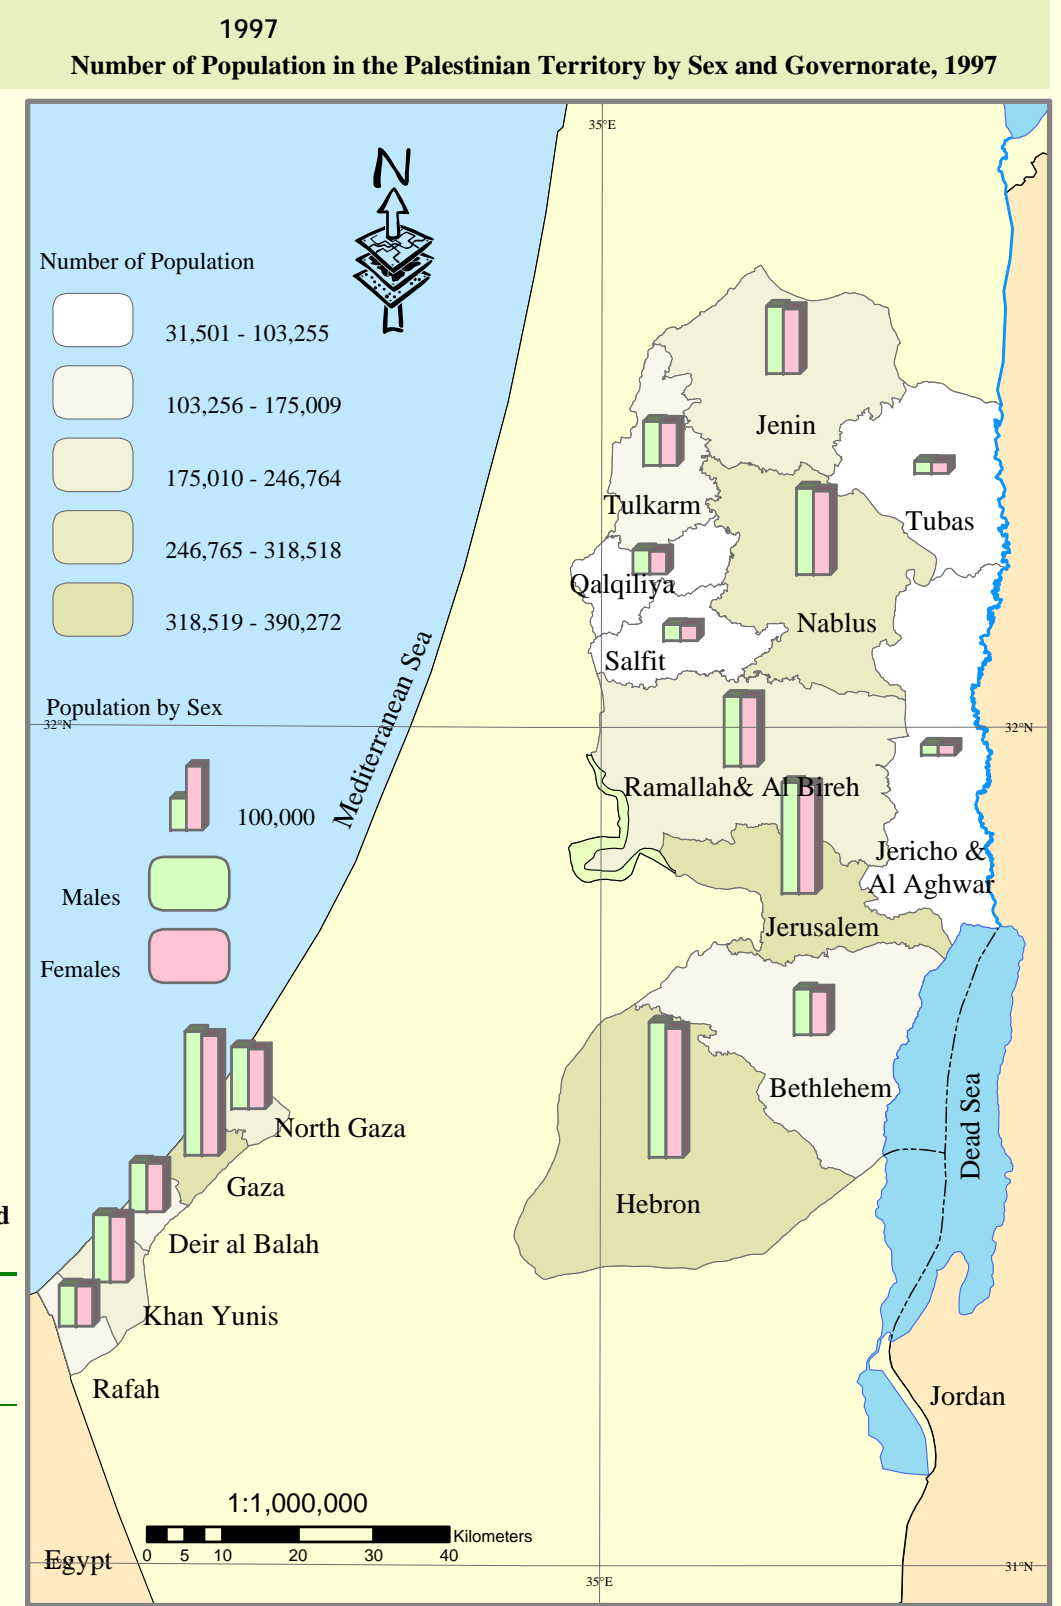 1997
Number of Population in the Palestinian Territory by Sex and Governorate, 1997
35°E
N
Number of Population
31,501 - 103,255
103,256 - 175,009
175,010 - 246,764
246,765 - 318,518
318,519 - 390,272
Population by Sex
32°N
32°N
100,000
Males
Females
Mediterranean Sea
Jenin
Tulkarm
Tubas
Qalqiliya
Nablus
Salfit
Ramallah& Al Bireh
Jericho &
Al Aghwar
Jerusalem
Bethlehem
Dead Sea
Hebron
North Gaza
Gaza
d
Deir al Balah
Khan Yunis
Rafah
Jordan
1:1,000,000
Kilometers
0 5 10 20 30 40
Egypt
31°N
35°E